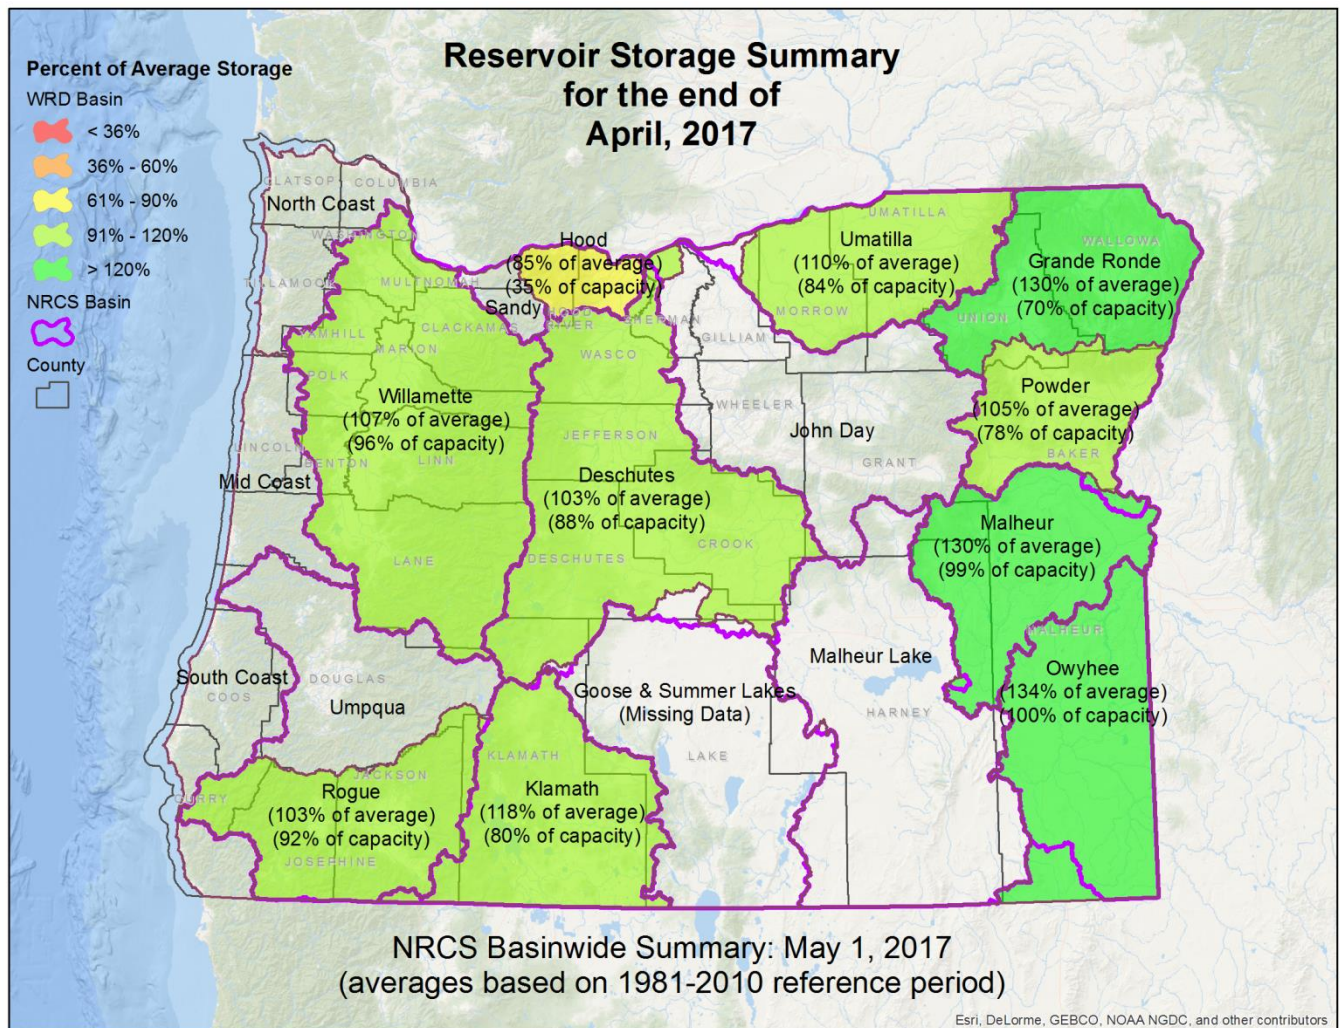 Reservoir Storage Summary
for the end of
April, 2017
Percent of Average Storage
WRD Basin
< 36%
36% - 60%
61% - 90%
91% - 120%
> 120%
NRCS Basin
County
CLATSOP
COLUMBIA
North Coast
WASHINGTON
TILLAMOOK
MULTNOMAH
Hood
(85% of average)
(35% of capacity)
Sandy
HOOD
RIVER
SHERMAN
UMATILLA
Umatilla
(110% of average)
(84% of capacity)
MORROW
WALLOWA
Grande Ronde
(130% of average)
(70% of capacity)
UNION
YAMHILL
CLACKAMAS
MARION
POLK
WASCO
GILLIAM
Willamette
(107% of average)
(96% of capacity)
LINCOLN
BENTON
LINN
Mid Coast
JEFFERSON
WHEELER
John Day
GRANT
Powder
(105% of average)
(78% of capacity)
BAKER
Deschutes
(103% of average)
(88% of capacity)
DESCHUTES
CROOK
LANE
Malheur
(130% of average)
(99% of capacity)
MALHEUR
South Coast
COOS
DOUGLAS
Umpqua
Goose & Summer Lakes
(Missing Data)
LAKE
Malheur Lake
HARNEY
Owyhee
(134% of average)
(100% of capacity)
KLAMATH
JACKSON
CURRY
Rogue
(103% of average)
(92% of capacity)
JOSEPHINE
Klamath
(118% of average)
(80% of capacity)
NRCS Basinwide Summary: May 1, 2017
(averages based on 1981-2010 reference period)
Esri, DeLorme, GEBCO, NOAA NGDC, and other contributors